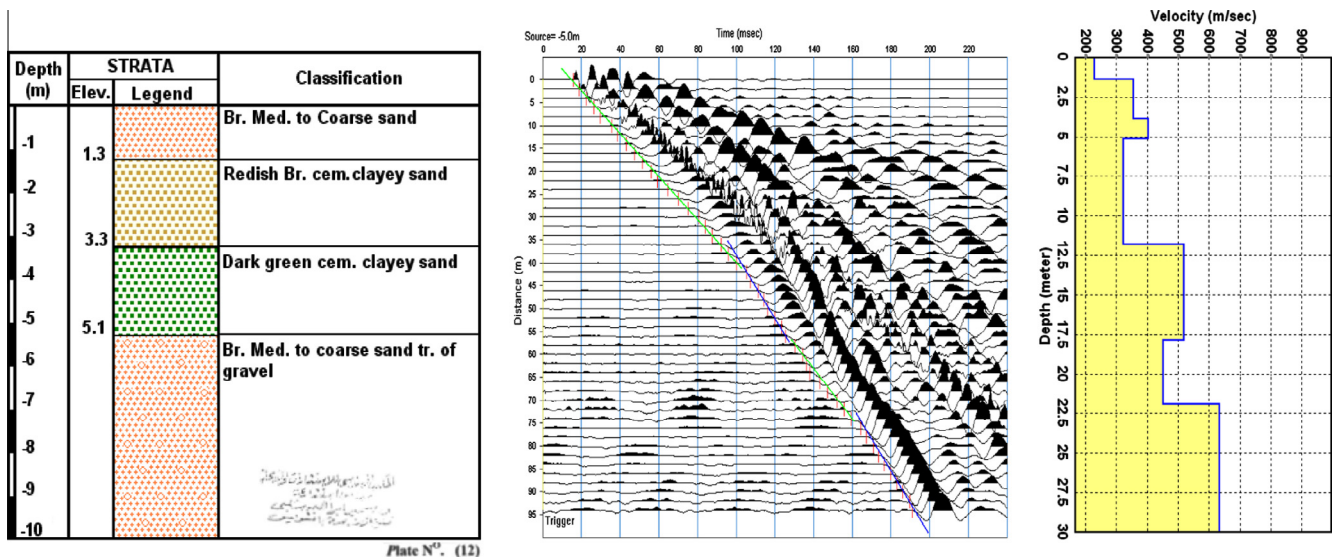 Depth
(m)
STRATA
Elev.
Legend
Classification
-1
-2
-3
-4
-5
-6
-7
-8
-9
-10
1.3
3.3
5.1
Br. Med. to Coarse sand
Redish Br. cem.clayey sand
Dark green cem. clayey sand
Br. Med. to coarse sand tr. of
gravel
Plate Nº. (12)
Source= -5.0m
Time (msec)
0 20 40 60 80 100 120 140 160 180 200 220
Distance (m)
0
5
10
15
20
25
30
35
40
45
50
55
60
65
70
75
80
85
90
95
Trigger
Velocity (m/sec)
200 300 400 500 600 700 800 900
Depth (meter)
0
2.5
5
7.5
10
12.5
15
17.5
20
22.5
25
27.5
30